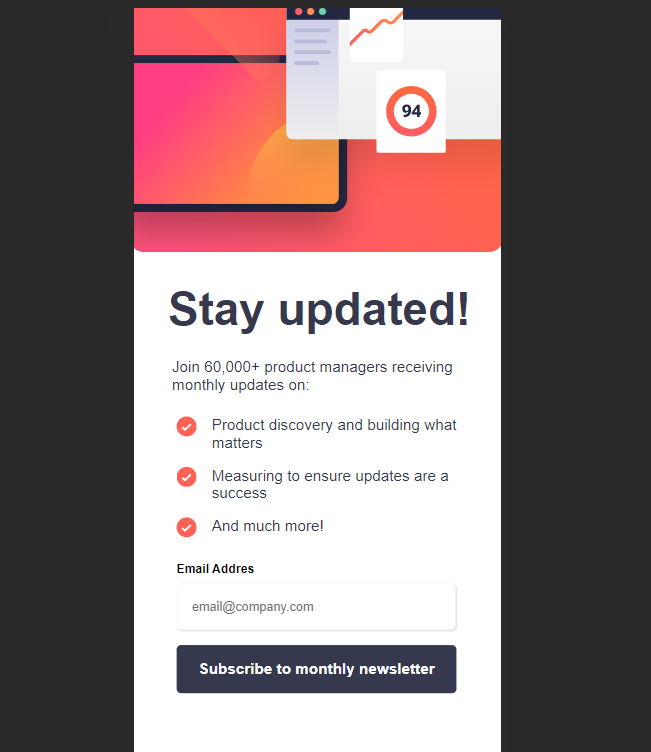 94
Stay updated!
Join 60,000+ product managers receiving
monthly updates on:
Product discovery and building what
matters
Measuring to ensure updates are a
success
And much more!
Email Addres
email@company.com
Subscribe to monthly newsletter